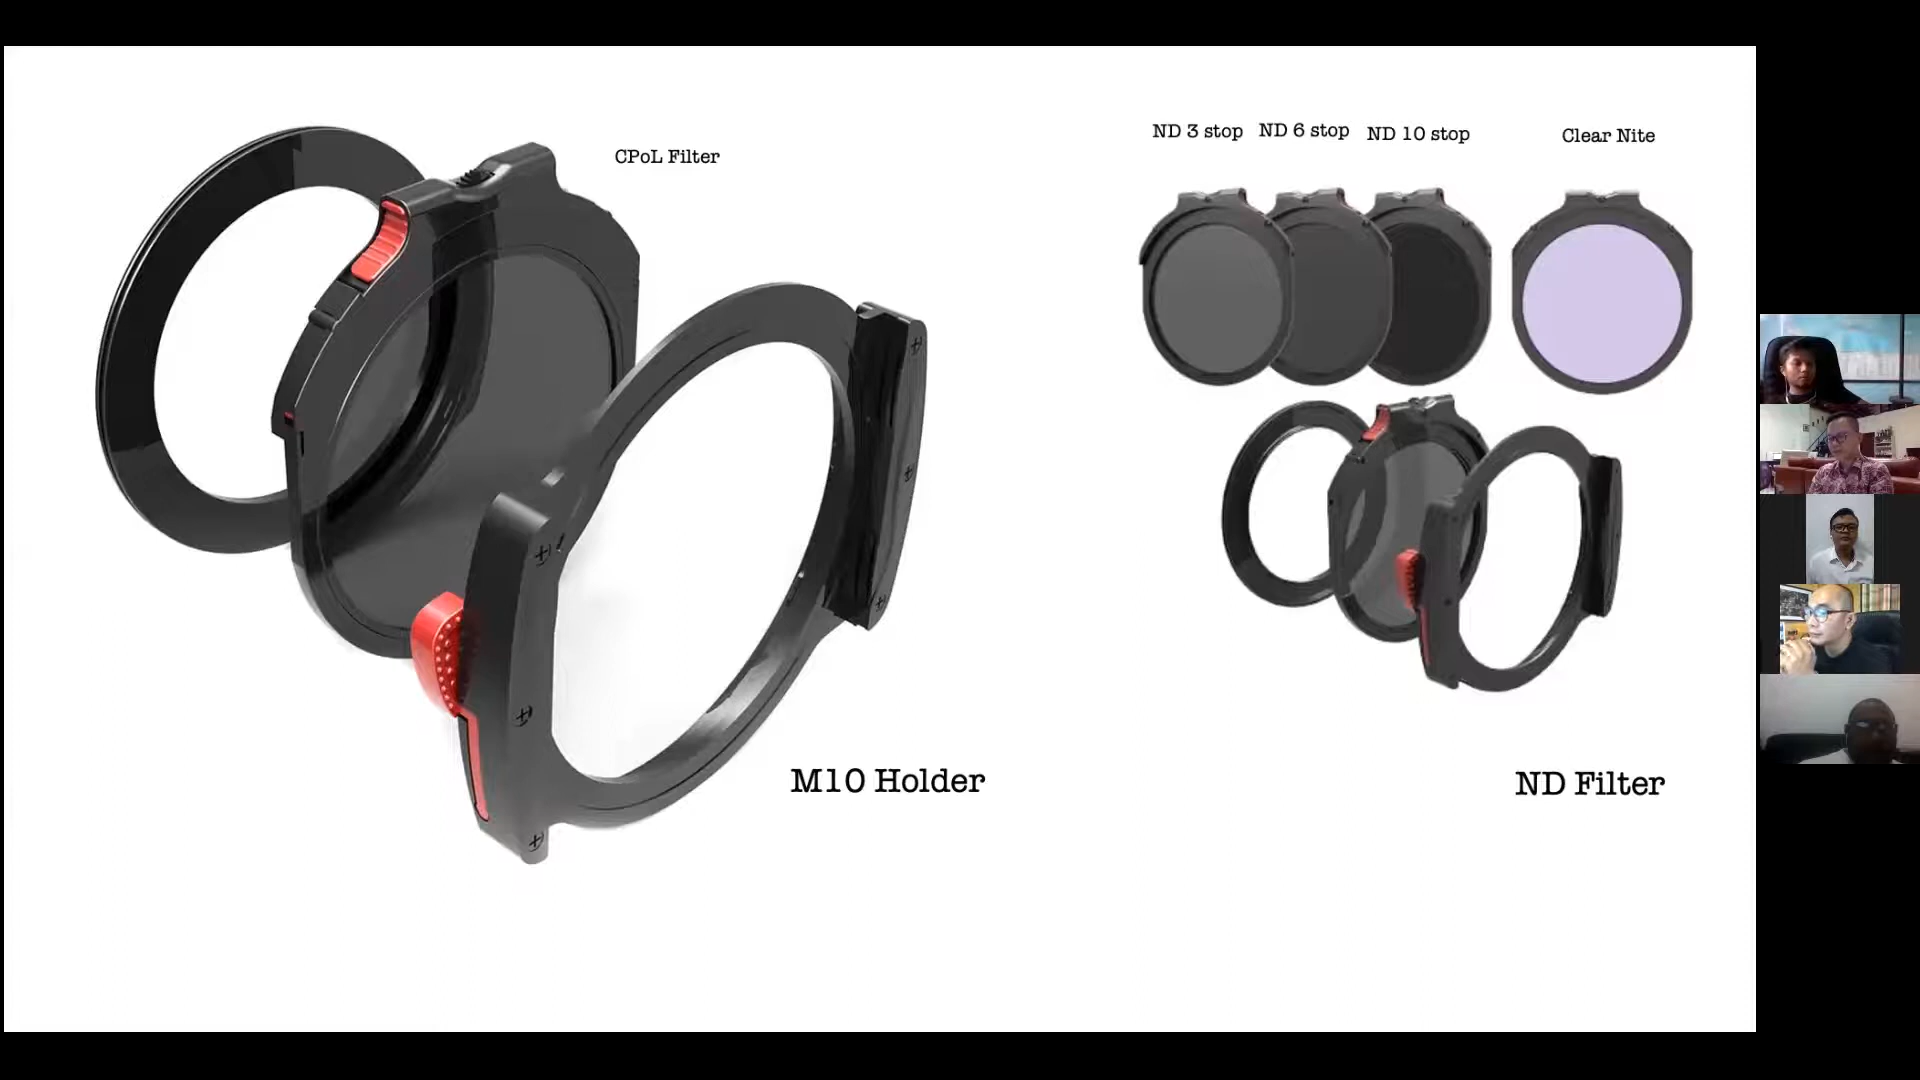 CPoL Filter
M10 Holder
ND 3 stop
ND 6 stop
ND 10 stop
Clear Nite
ND Filter